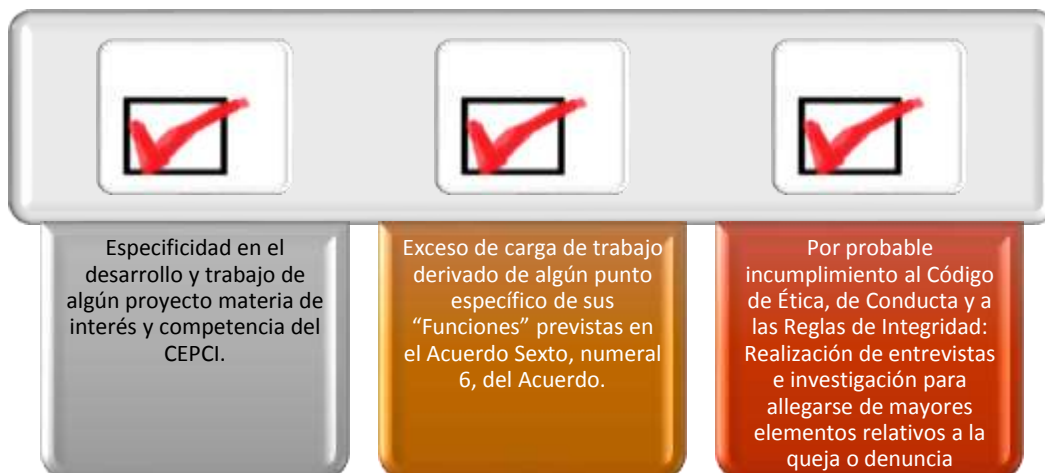 Especificidad en el
desarrollo y trabajo de
algún proyecto materia de
interés y competencia del
CEPCI.
Exceso de carga de trabajo
derivado de algún punto
específico de sus
“Funciones” previstas en
el Acuerdo Sexto, numeral
6, del Acuerdo.
Por probable
incumplimiento al Código
de Ética, de Conducta y a
las Reglas de Integridad:
Realización de entrevistas
e investigación para
allegarse de mayores
elementos relativos a la
queja o denuncia